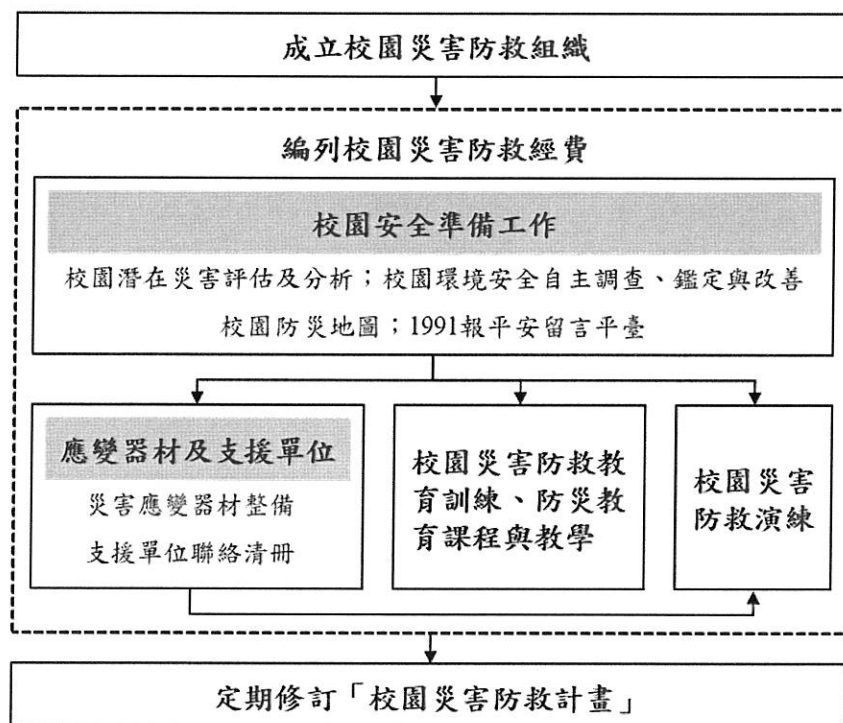 成立校園災害防救組織
編列校園災害防救經費
校園安全準備工作
校園潛在災害評估及分析；校園環境安全自主調查、鑑定與改善
校園防災地圖；1991報平安留言平臺
應變器材及支援單位
災害應變器材整備
支援單位聯絡清冊
校園災害防救教
育訓練、防災教
育課程與教學
校園災害
防救演練
定期修訂「校園災害防救計畫」